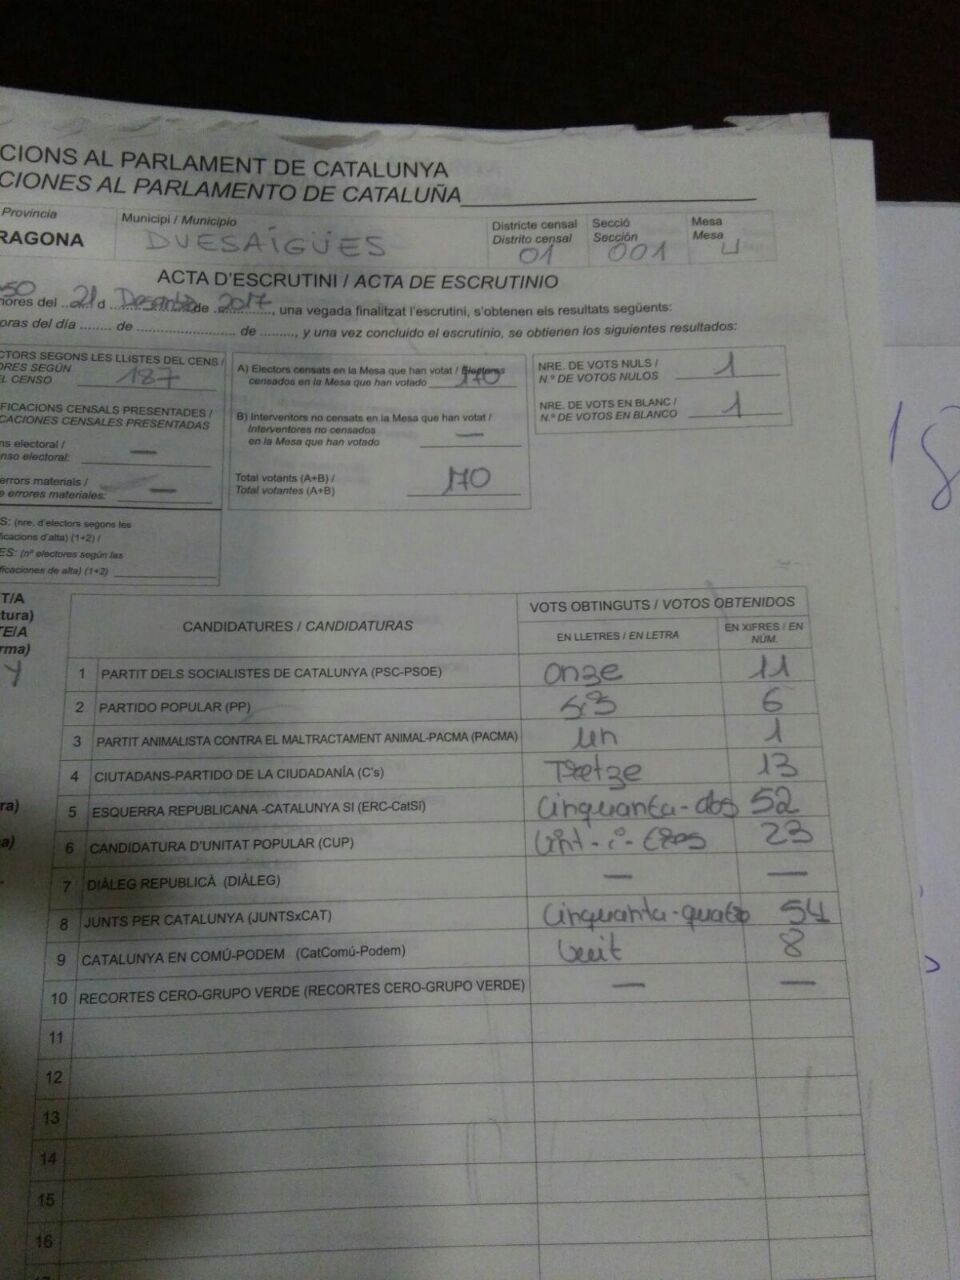 CIONS AL PARLAMENT DE CATALUNYA
CIONES AL PARLAMENTO DE CATALUÑA
Provincia
RAGONA
Municipi / Municipio
DUESAIGÜES
Districte censal
Distrito censal
01
Secció
Sección
001
Mesa
Mesa
U
ACTA D'ESCRUTINI / ACTA DE ESCRUTINIO
hores del 21 d Desembre de 2017, una vegada finalitzat l'escrutini, s'obtenen els resultats següents:
oras del día ........ de ........................ de ........, y una vez concluido el escrutinio, se obtienen los siguientes resultados:
CTORS SEGONS LES LLISTES DEL CENS /
ORES SEGÚN
EL CENSO 187
IFICACIONS CENSALS PRESENTADES /
CACIONES CENSALES PRESENTADAS
ns electoral /
nso electoral: —
errors materials /
e errores materiales: —
S: (nre. d'electors segons les
ficacions d'alta) (1+2) /
ES: (nº electores según las
ficaciones de alta) (1+2)
A) Electors censats en la Mesa que han votat / Electores
censados en la Mesa que han votado 170
B) Interventors no censats en la Mesa que han votat /
Interventores no censados
en la Mesa que han votado —
Total votants (A+B) /
Total votantes (A+B) 170
NRE. DE VOTS NULS /
N.º DE VOTOS NULOS 1
NRE. DE VOTS EN BLANC /
N.º DE VOTOS EN BLANCO 1
18
T/A
tura)
TE/A
rma)
CANDIDATURES / CANDIDATURAS
VOTS OBTINGUTS / VOTOS OBTENIDOS
EN LLETRES / EN LETRA
EN XIFRES / EN
NÚM.
1 PARTIT DELS SOCIALISTES DE CATALUNYA (PSC-PSOE) onze 11
2 PARTIDO POPULAR (PP) sis 6
3 PARTIT ANIMALISTA CONTRA EL MALTRACTAMENT ANIMAL-PACMA (PACMA) un 1
4 CIUTADANS-PARTIDO DE LA CIUDADANÍA (C's) Tretze 13
5 ESQUERRA REPUBLICANA -CATALUNYA SI (ERC-CatSI) Cinquanta-dos 52
6 CANDIDATURA D'UNITAT POPULAR (CUP) Vint-i-tres 23
7 DIÀLEG REPUBLICÀ (DIÀLEG) — —
8 JUNTS PER CATALUNYA (JUNTSxCAT) Cinquanta-quatre 54
9 CATALUNYA EN COMÚ-PODEM (CatComú-Podem) Vuit 8
10 RECORTES CERO-GRUPO VERDE (RECORTES CERO-GRUPO VERDE) — —
11
12
13
14
15
16